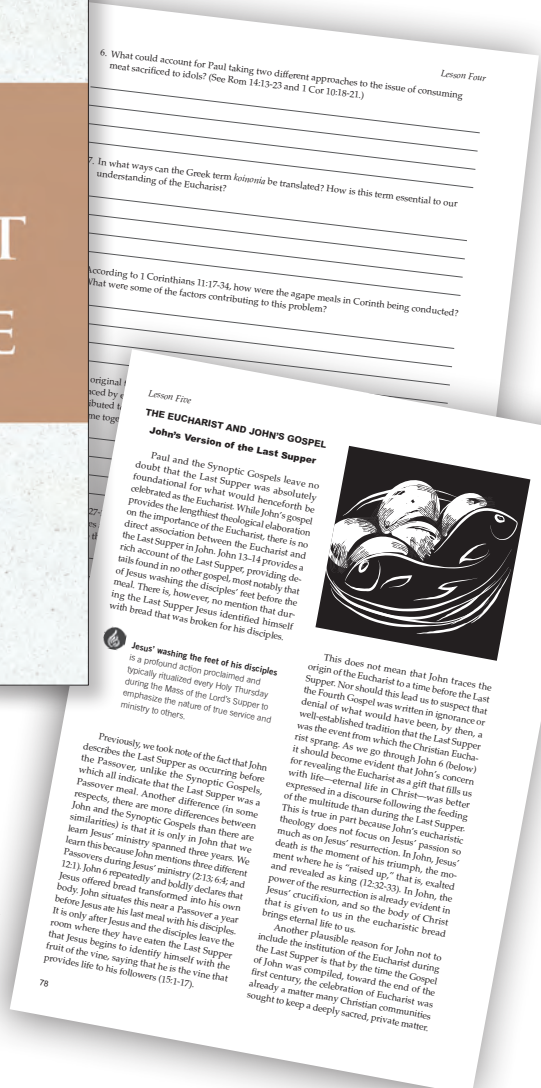 T
E
Lesson Four
6. What could account for Paul taking two different approaches to the issue of consuming
meat sacrificed to idols? (See Rom 14:13-23 and 1 Cor 10:18-21.)
7. In what ways can the Greek term koinonia be translated? How is this term essential to our
understanding of the Eucharist?
According to 1 Corinthians 11:17-34, how were the agape meals in Corinth being conducted?
What were some of the factors contributing to this problem?
original
Lesson Five
THE EUCHARIST AND JOHN'S GOSPEL
John's Version of the Last Supper
Paul and the Synoptic Gospels leave no
doubt that the Last Supper was absolutely
foundational for what would henceforth be
celebrated as the Eucharist. While John's gospel
provides the lengthiest theological elaboration
on the importance of the Eucharist, there is no
direct association between the Eucharist and
the Last Supper in John. John 13–14 provides a
rich account of the Last Supper, providing de-
tails found in no other gospel, most notably that
of Jesus washing the disciples' feet before the
meal. There is, however, no mention that dur-
ing the Last Supper Jesus identified himself
with bread that was broken for his disciples.
Jesus' washing the feet of his disciples
is a profound action proclaimed and
typically ritualized every Holy Thursday
during the Mass of the Lord's Supper to
emphasize the nature of true service and
ministry to others.
Previously, we took note of the fact that John
describes the Last Supper as occurring before
the Passover, unlike the Synoptic Gospels,
which all indicate that the Last Supper was a
Passover meal. Another difference (in some
respects, there are more differences between
John and the Synoptic Gospels than there are
similarities) is that it is only in John that we
learn Jesus' ministry spanned three years. We
learn this because John mentions three different
Passovers during Jesus' ministry (2:13; 6:4; and
12:1). John 6 repeatedly and boldly declares that
Jesus offered bread transformed into his own
body. John situates this near a Passover a year
before Jesus ate his last meal with his disciples.
It is only after Jesus and the disciples leave the
room where they have eaten the Last Supper
that Jesus begins to identify himself with the
fruit of the vine, saying that he is the vine that
provides life to his followers (15:1-17).
This does not mean that John traces the
origin of the Eucharist to a time before the Last
Supper. Nor should this lead us to suspect that
the Fourth Gospel was written in ignorance or
denial of what would have been, by then, a
well-established tradition that the Last Supper
was the event from which the Christian Eucha-
rist sprang. As we go through John 6 (below)
it should become evident that John's concern
for revealing the Eucharist as a gift that fills us
with life—eternal life in Christ—was better
expressed in a discourse following the feeding
of the multitude than during the Last Supper.
This is true in part because John's eucharistic
theology does not focus on Jesus' passion so
much as on Jesus' resurrection. In John, Jesus'
death is the moment of his triumph, the mo-
ment where he is "raised up," that is, exalted
and revealed as king (12:32-33). In John, the
power of the resurrection is already evident in
Jesus' crucifixion, and so the body of Christ
that is given to us in the eucharistic bread
brings eternal life to us.
Another plausible reason for John not to
include the institution of the Eucharist during
the Last Supper is that by the time the Gospel
of John was compiled, toward the end of the
first century, the celebration of Eucharist was
already a matter many Christian communities
sought to keep a deeply sacred, private matter.
78